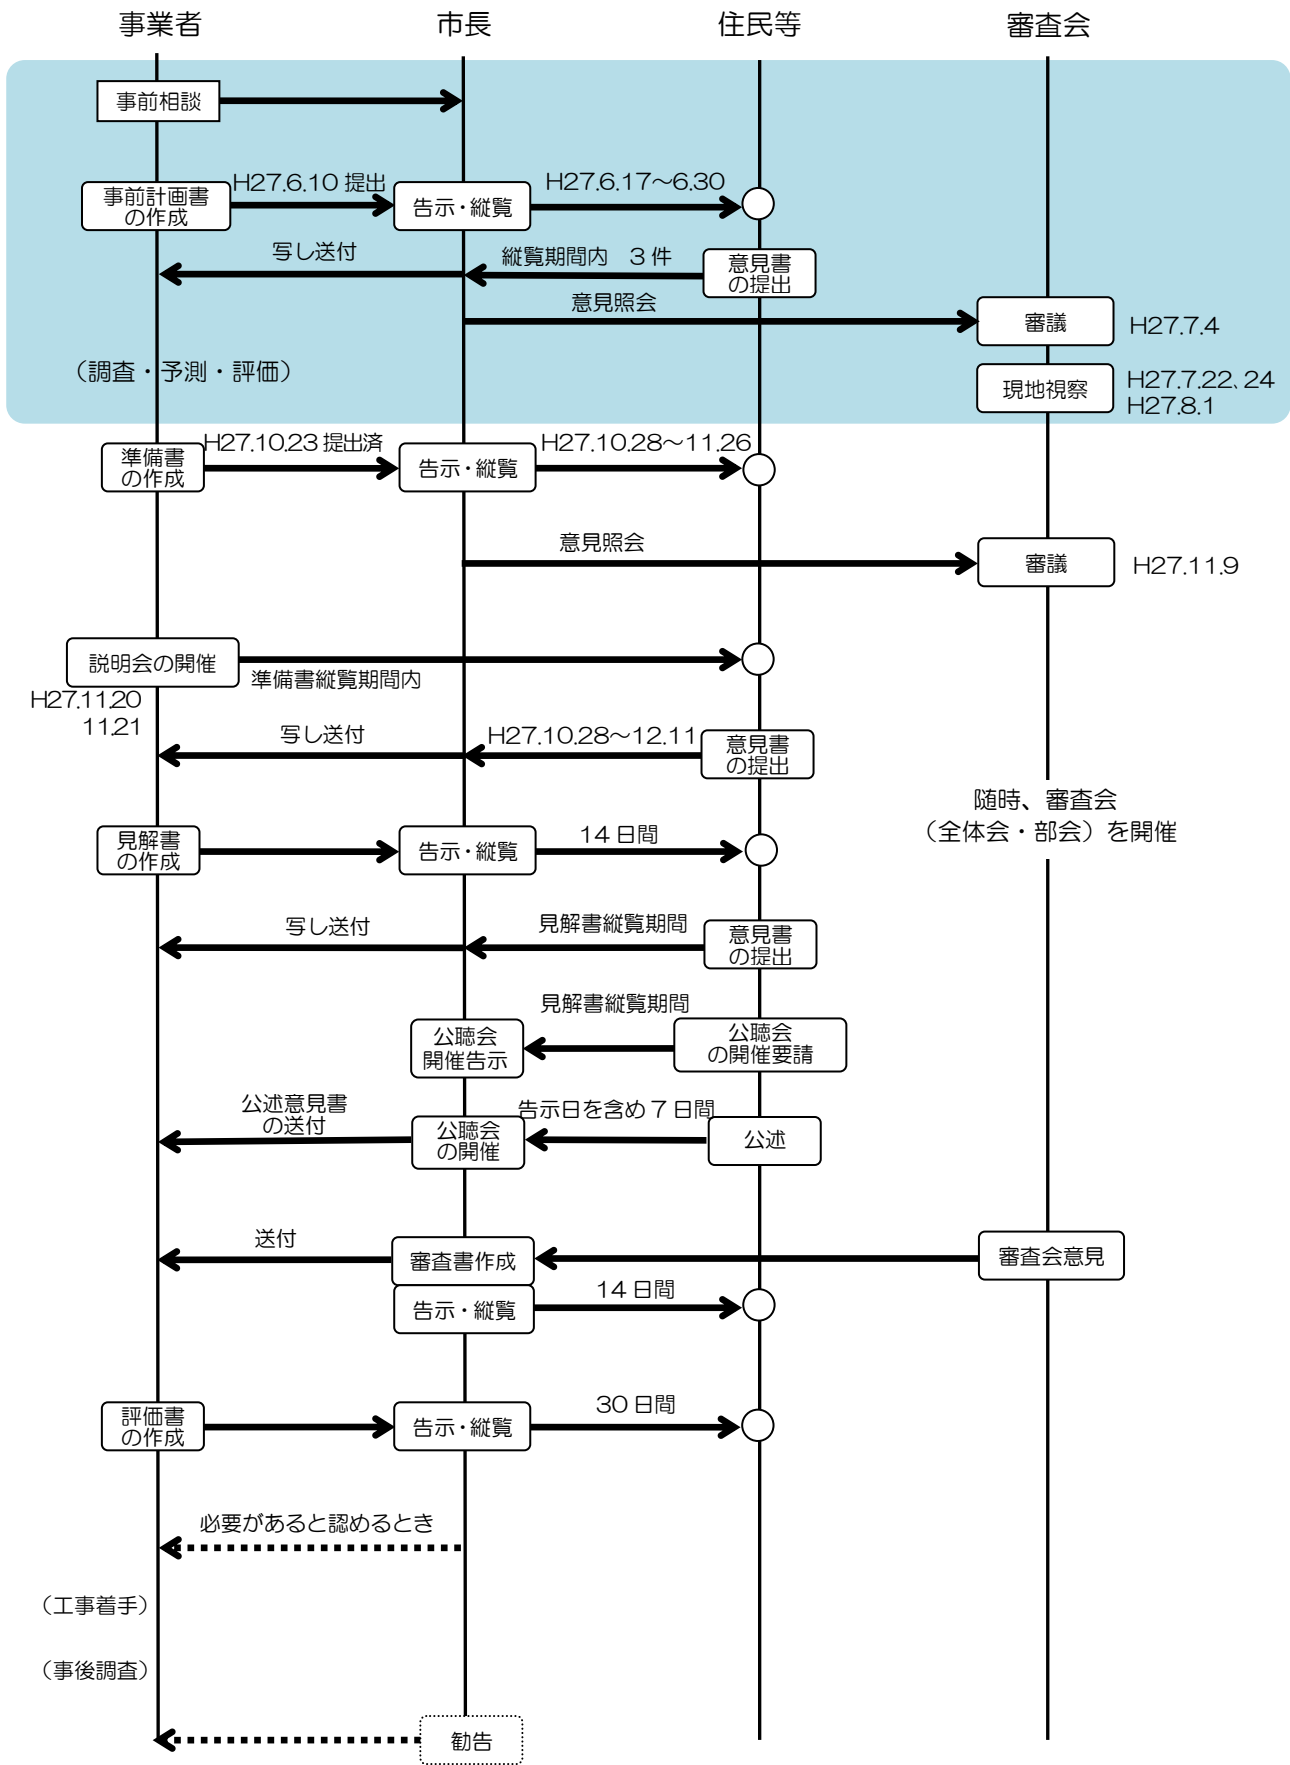 事業者
市長
住民等
審査会
事前相談
H27.6.10 提出
H27.6.17～6.30
事前計画書
の作成
告示・縦覧
写し送付
縦覧期間内 3 件
意見書
の提出
意見照会
審議
H27.7.4
（調査・予測・評価）
現地視察
H27.7.22、24
H27.8.1
H27.10.23 提出済
H27.10.28～11.26
準備書
の作成
告示・縦覧
意見照会
審議
H27.11.9
説明会の開催
準備書縦覧期間内
H27.11.20
11.21
写し送付
H27.10.28～12.11
意見書
の提出
随時、審査会
（全体会・部会）を開催
見解書
の作成
告示・縦覧
14 日間
写し送付
見解書縦覧期間
意見書
の提出
見解書縦覧期間
公聴会
開催告示
公聴会
の開催要請
公述意見書
の送付
告示日を含め 7 日間
公聴会
の開催
公述
送付
審査書作成
審査会意見
告示・縦覧
14 日間
評価書
の作成
告示・縦覧
30 日間
必要があると認めるとき
（工事着手）
（事後調査）
勧告